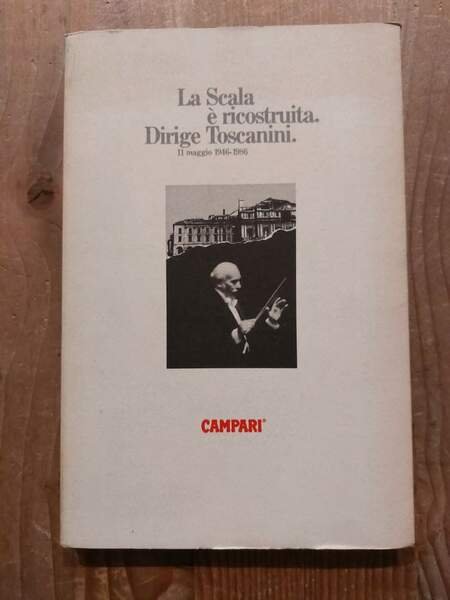 La Scala
è ricostruita.
Dirige Toscanini.
11 maggio 1946-1986
CAMPARI®